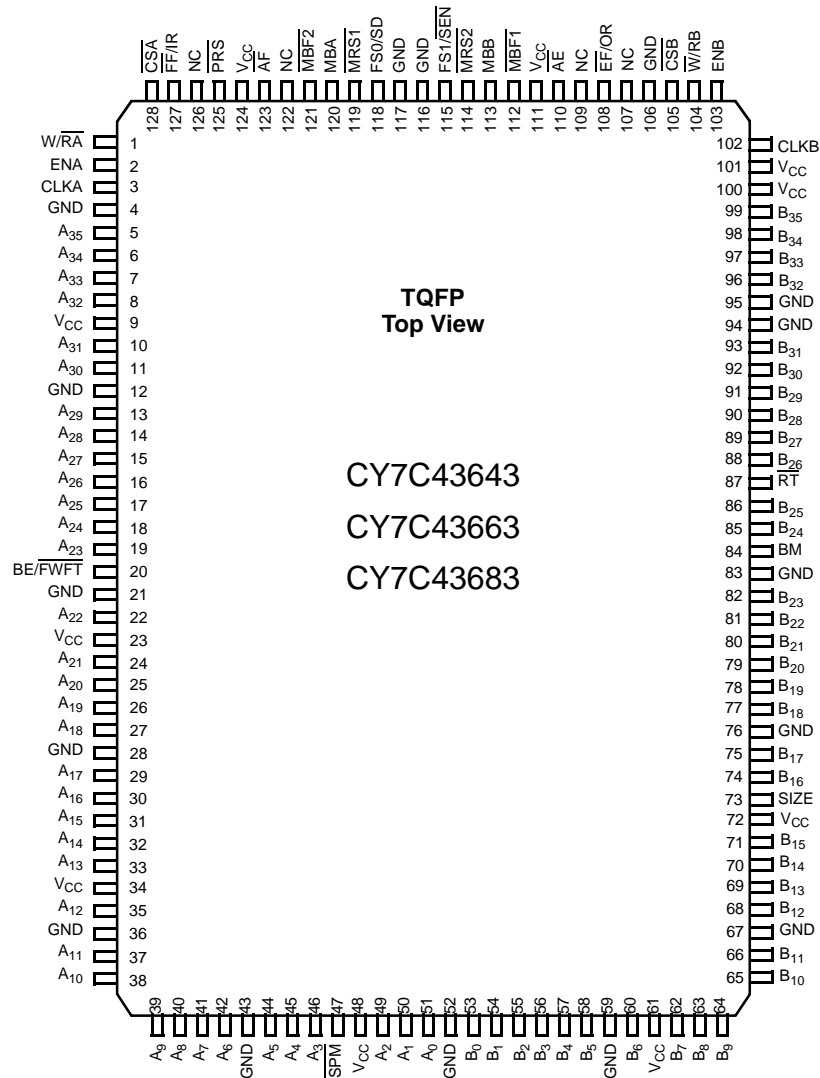 CSA
FF/IR
NC
PRS
VCC
AF
NC
MBF2
MBA
MRS1
FS0/SD
GND
GND
FS1/SEN
MRS2
MBB
MBF1
VCC
AE
NC
EF/OR
NC
GND
CSB
W/RB
ENB
128
127
126
125
124
123
122
121
120
119
118
117
116
115
114
113
112
111
110
109
108
107
106
105
104
103
W/RA 1
ENA 2
CLKA 3
GND 4
A35 5
A34 6
A33 7
A32 8
VCC 9
A31 10
A30 11
GND 12
A29 13
A28 14
A27 15
A26 16
A25 17
A24 18
A23 19
BE/FWFT 20
GND 21
A22 22
VCC 23
A21 24
A20 25
A19 26
A18 27
GND 28
A17 29
A16 30
A15 31
A14 32
A13 33
VCC 34
A12 35
GND 36
A11 37
A10 38
TQFP
Top View
CY7C43643
CY7C43663
CY7C43683
102 CLKB
101 VCC
100 VCC
99 B35
98 B34
97 B33
96 B32
95 GND
94 GND
93 B31
92 B30
91 B29
90 B28
89 B27
88 B26
87 RT
86 B25
85 B24
84 BM
83 GND
82 B23
81 B22
80 B21
79 B20
78 B19
77 B18
76 GND
75 B17
74 B16
73 SIZE
72 VCC
71 B15
70 B14
69 B13
68 B12
67 GND
66 B11
65 B10
39
40
41
42
43
44
45
46
47
48
49
50
51
52
53
54
55
56
57
58
59
60
61
62
63
64
A9
A8
A7
A6
GND
A5
A4
A3
SPM
VCC
A2
A1
A0
GND
B0
B1
B2
B3
B4
B5
GND
B6
VCC
B7
B8
B9